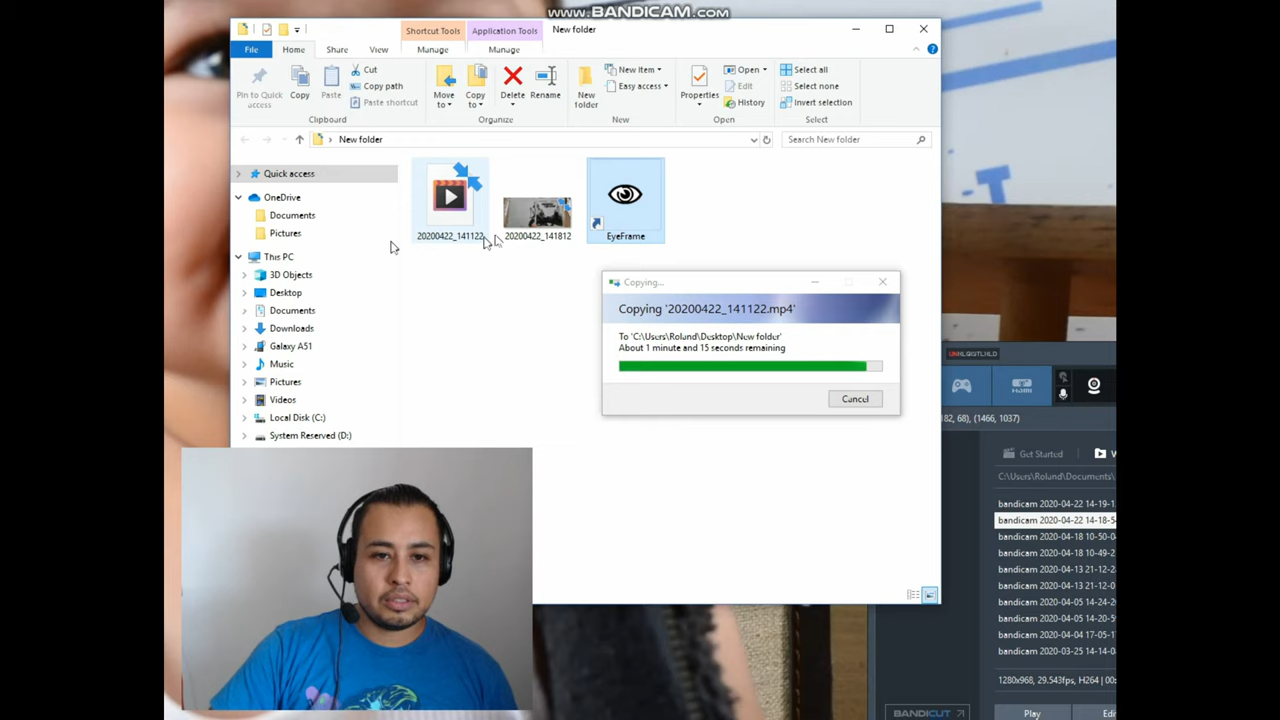 www.BANDICAM.com
Shortcut Tools
Application Tools
New folder
File
Home
Share
View
Manage
Manage
Pin to Quick access
Copy
Paste
Cut
Copy path
Paste shortcut
Clipboard
Move to
Copy to
Delete
Rename
Organize
New folder
New item
Easy access
New
Properties
Open
Edit
History
Open
Select all
Select none
Invert selection
Select
New folder
Search New folder
Quick access
OneDrive
Documents
Pictures
This PC
3D Objects
Desktop
Documents
Downloads
Galaxy A51
Music
Pictures
Videos
Local Disk (C:)
System Reserved (D:)
20200422_141122
20200422_141812
EyeFrame
Copying...
Copying '20200422_141122.mp4'
To 'C:\Users\Roland\Desktop\New folder'
About 1 minute and 15 seconds remaining
Cancel
HDMI
182, 68), (1466, 1037)
Get Started
C:\Users\Roland\Documents\
bandicam 2020-04-22 14-19-1
bandicam 2020-04-22 14-18-5
bandicam 2020-04-18 10-50-0
bandicam 2020-04-18 10-49-2
bandicam 2020-04-13 21-12-2
bandicam 2020-04-13 21-12-0
bandicam 2020-04-05 14-24-2
bandicam 2020-04-05 14-20-5
bandicam 2020-04-04 17-05-1
bandicam 2020-03-25 14-14-0
1280x968, 29.543fps, H264 | 00:
BANDICUT
Play
Edi